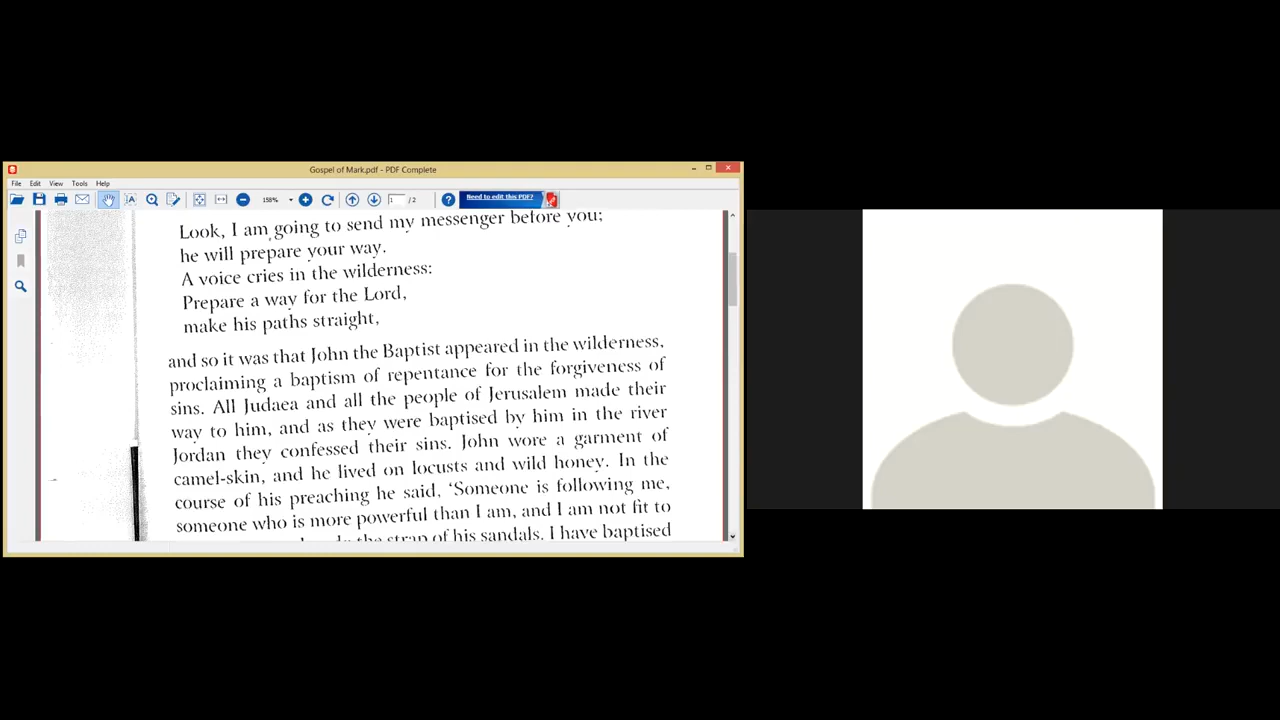 Gospel of Mark.pdf - PDF Complete
File Edit View Tools Help
158% 1 / 2 Need to edit this PDF?
Look, I am going to send my messenger before you;
he will prepare your way.
A voice cries in the wilderness:
Prepare a way for the Lord,
make his paths straight,
and so it was that John the Baptist appeared in the wilderness,
proclaiming a baptism of repentance for the forgiveness of
sins. All Judaea and all the people of Jerusalem made their
way to him, and as they were baptised by him in the river
Jordan they confessed their sins. John wore a garment of
camel-skin, and he lived on locusts and wild honey. In the
course of his preaching he said, ‘Someone is following me,
someone who is more powerful than I am, and I am not fit to
the strap of his sandals. I have baptised